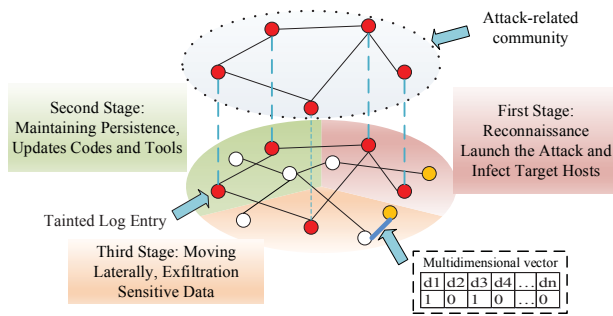 Attack-related
community
Second Stage:
Maintaining Persistence,
Updates Codes and Tools
First Stage:
Reconnaissance
Launch the Attack and
Infect Target Hosts
Tainted Log Entry
Third Stage: Moving
Laterally, Exfiltration
Sensitive Data
Multidimensional vector
d1 d2 d3 d4 ... dn
1 0 1 0 ... 0